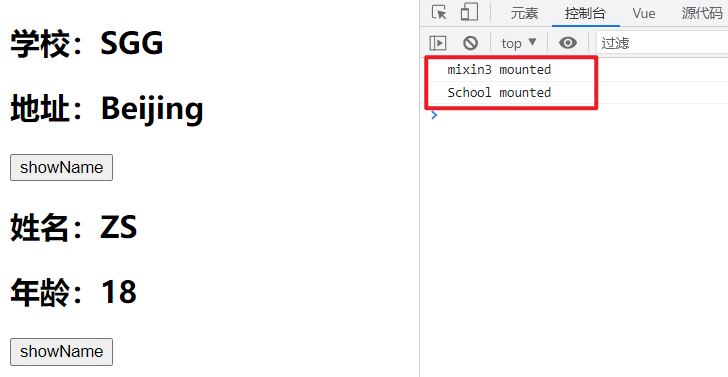 学校：SGG
地址：Beijing
showName
姓名：ZS
年龄：18
showName
元素 控制台 Vue 源代码
top ▼ 过滤
mixin3 mounted
School mounted
>